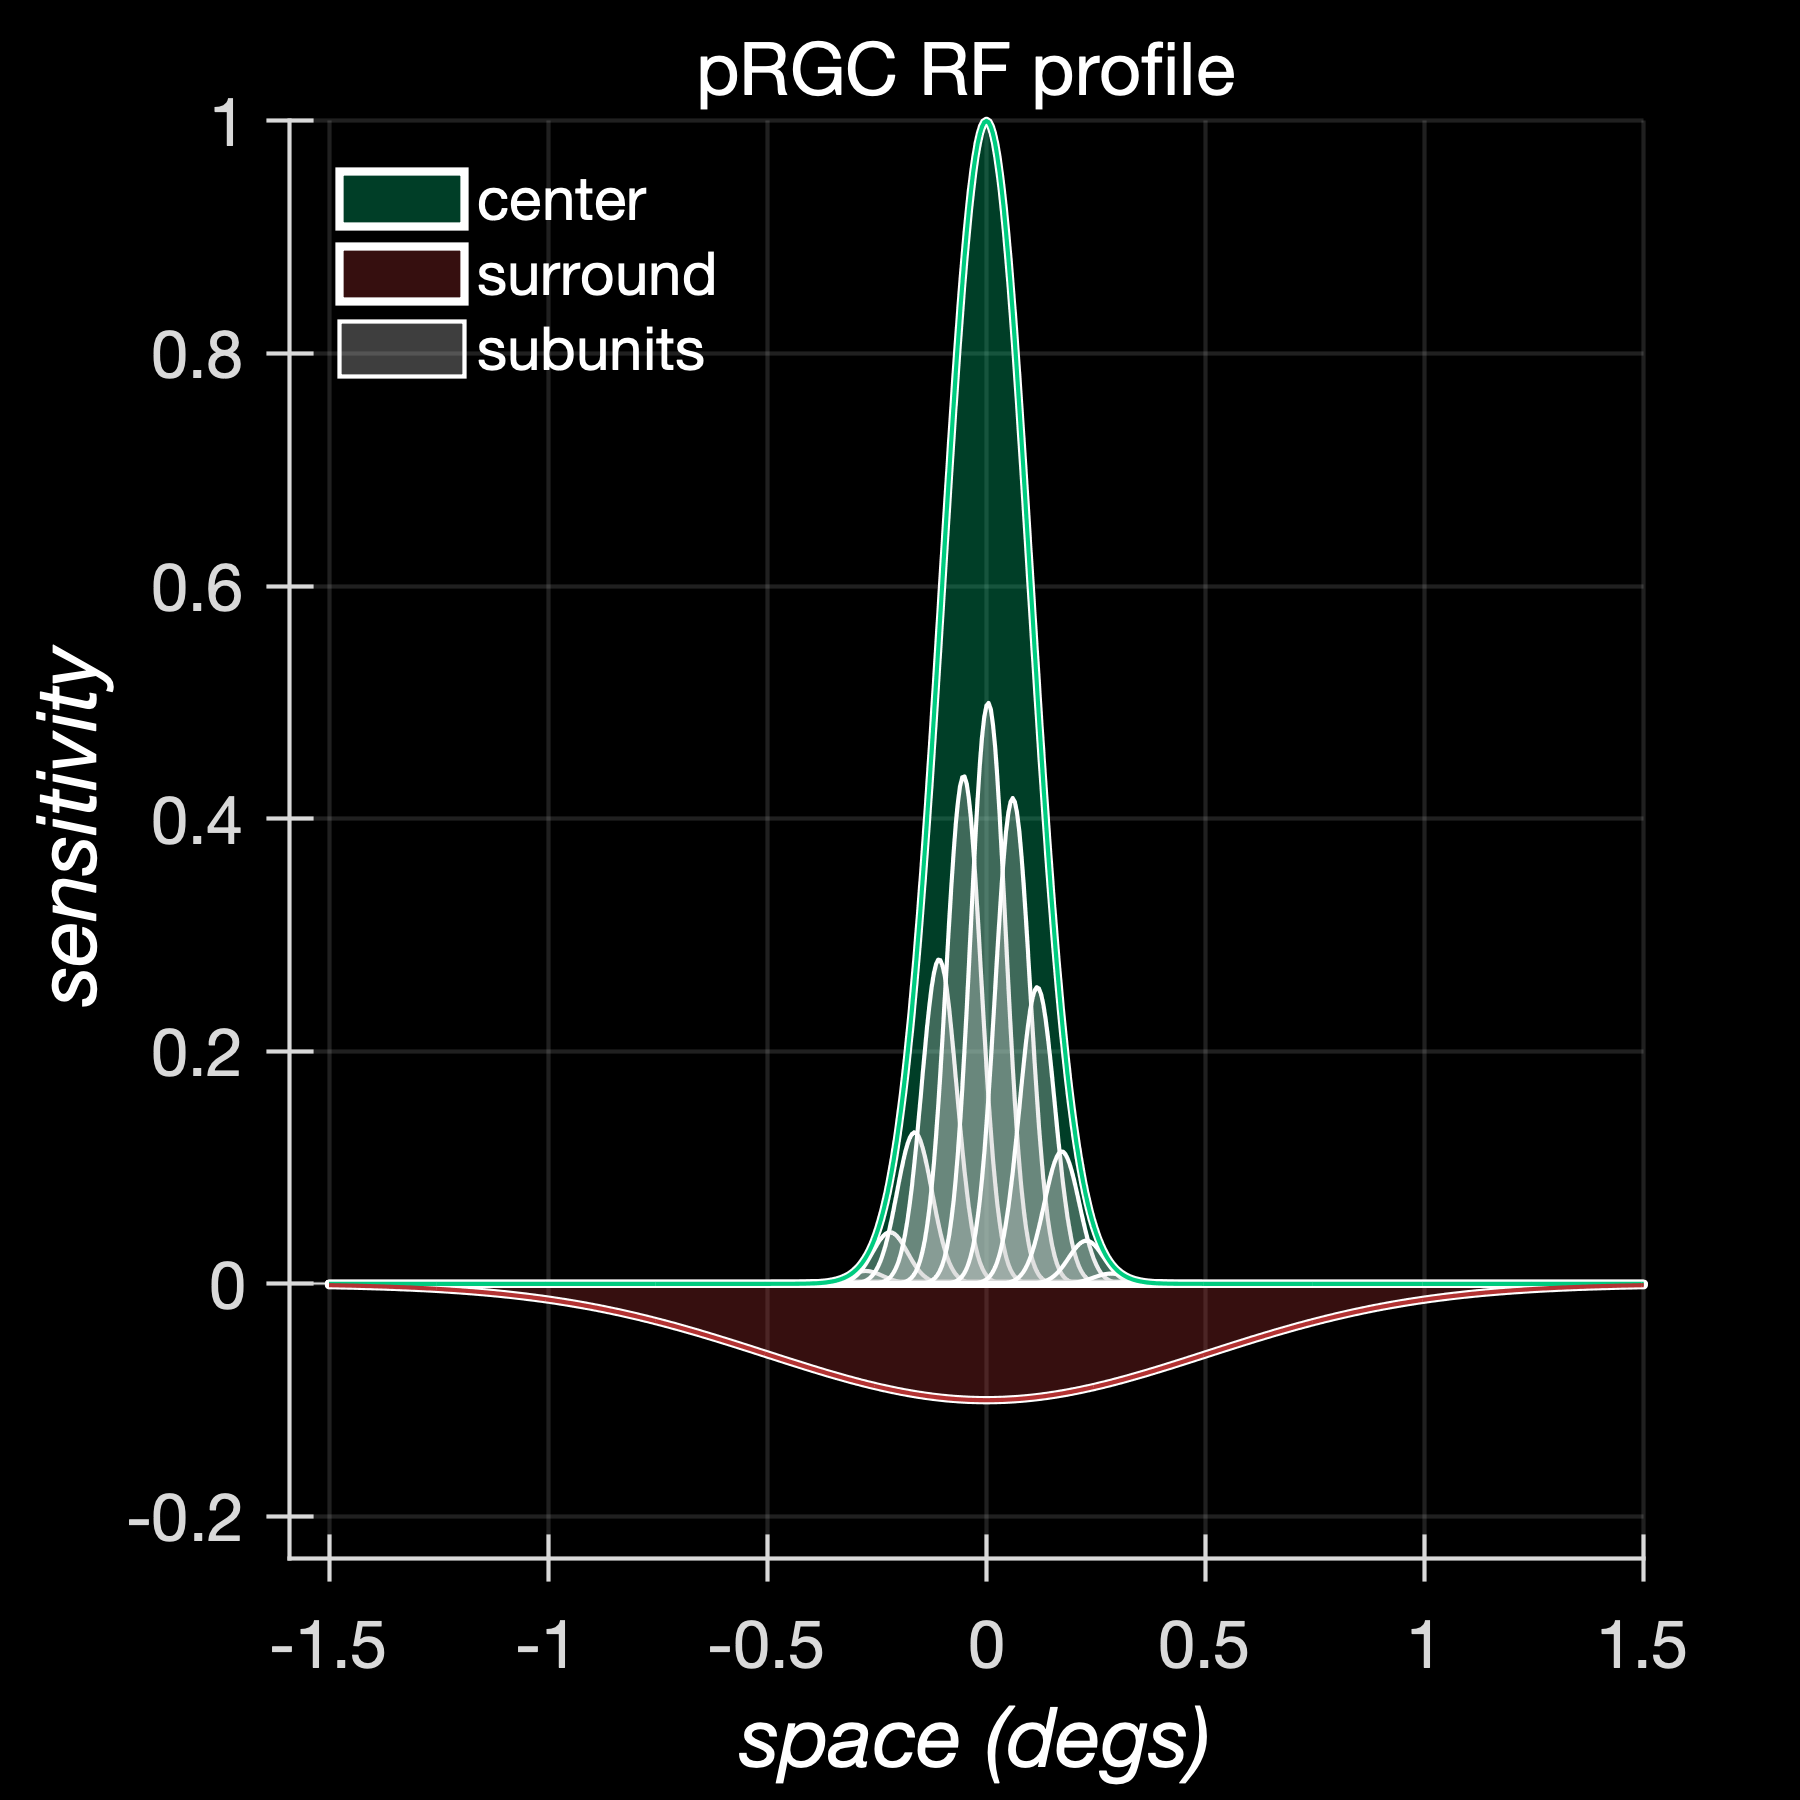 pRGC RF profile
1
center
surround
subunits
0.8
0.6
0.4
0.2
0
-0.2
sensitivity
-1.5 -1 -0.5 0 0.5 1 1.5
space (degs)